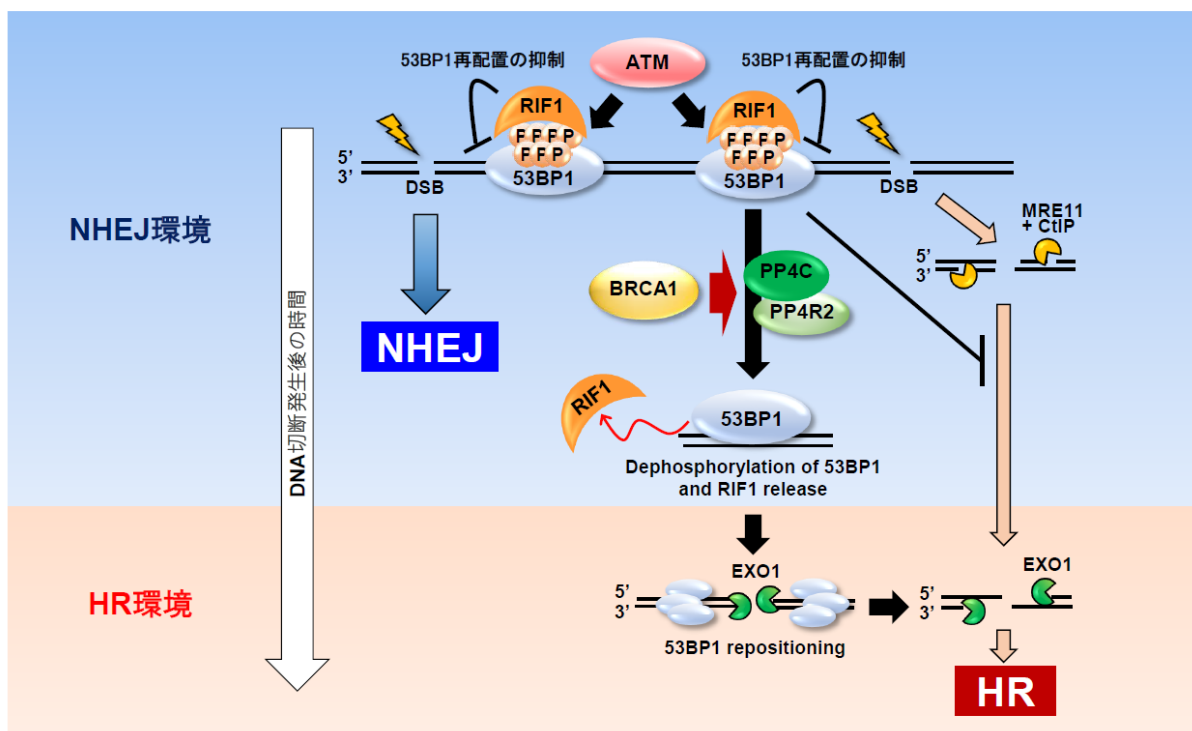 53BP1再配置の抑制
ATM
53BP1再配置の抑制
RIF1
RIF1
F P P P
F P P P
F F P
F F P
5'
3'
53BP1
53BP1
DSB
DSB
NHEJ環境
MRE11
+ CtIP
5'
3'
PP4C
BRCA1
PP4R2
NHEJ
DNA切断発生後の時間
RIF1
53BP1
Dephosphorylation of 53BP1
and RIF1 release
HR環境
EXO1
EXO1
5'
3'
5'
3'
53BP1 repositioning
HR